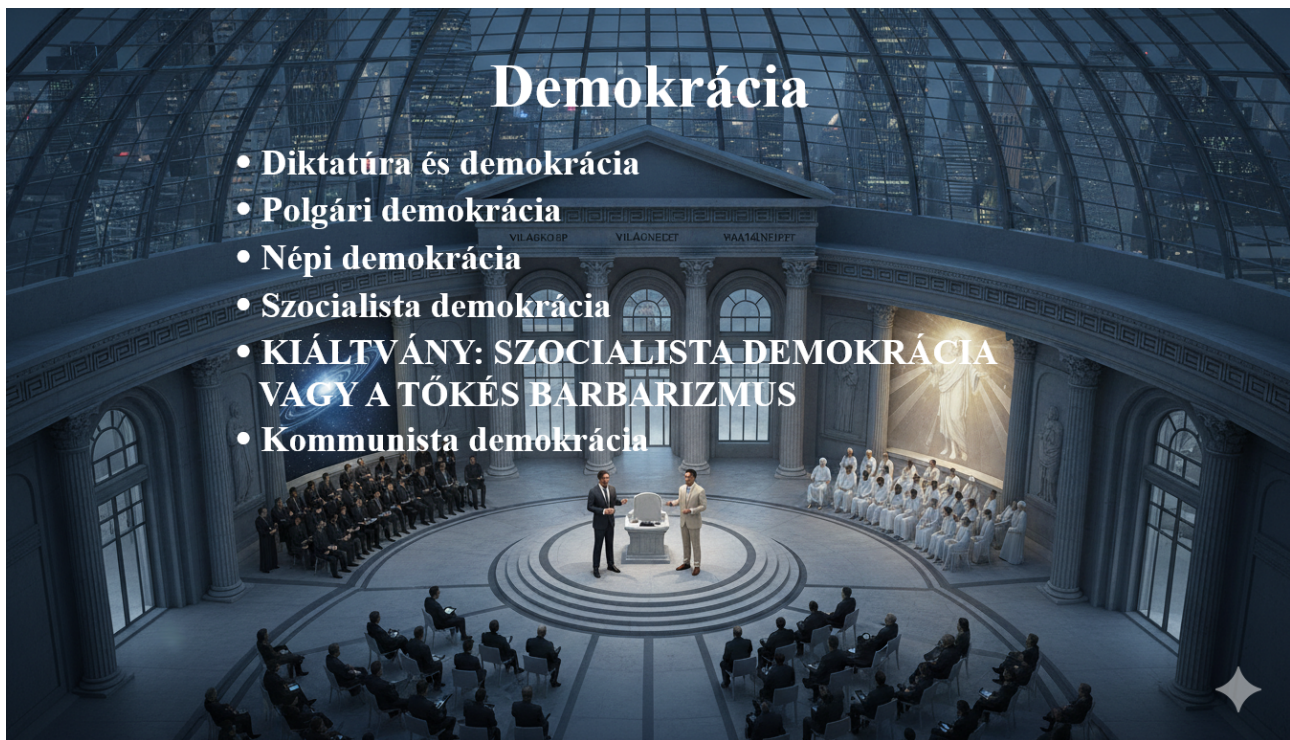 Demokrácia
• Diktatúra és demokrácia
• Polgári demokrácia
• Népi demokrácia
• Szocialista demokrácia
• KIÁLTVÁNY: SZOCIALISTA DEMOKRÁCIA
VAGY A TŐKÉS BARBARIZMUS
• Kommunista demokrácia